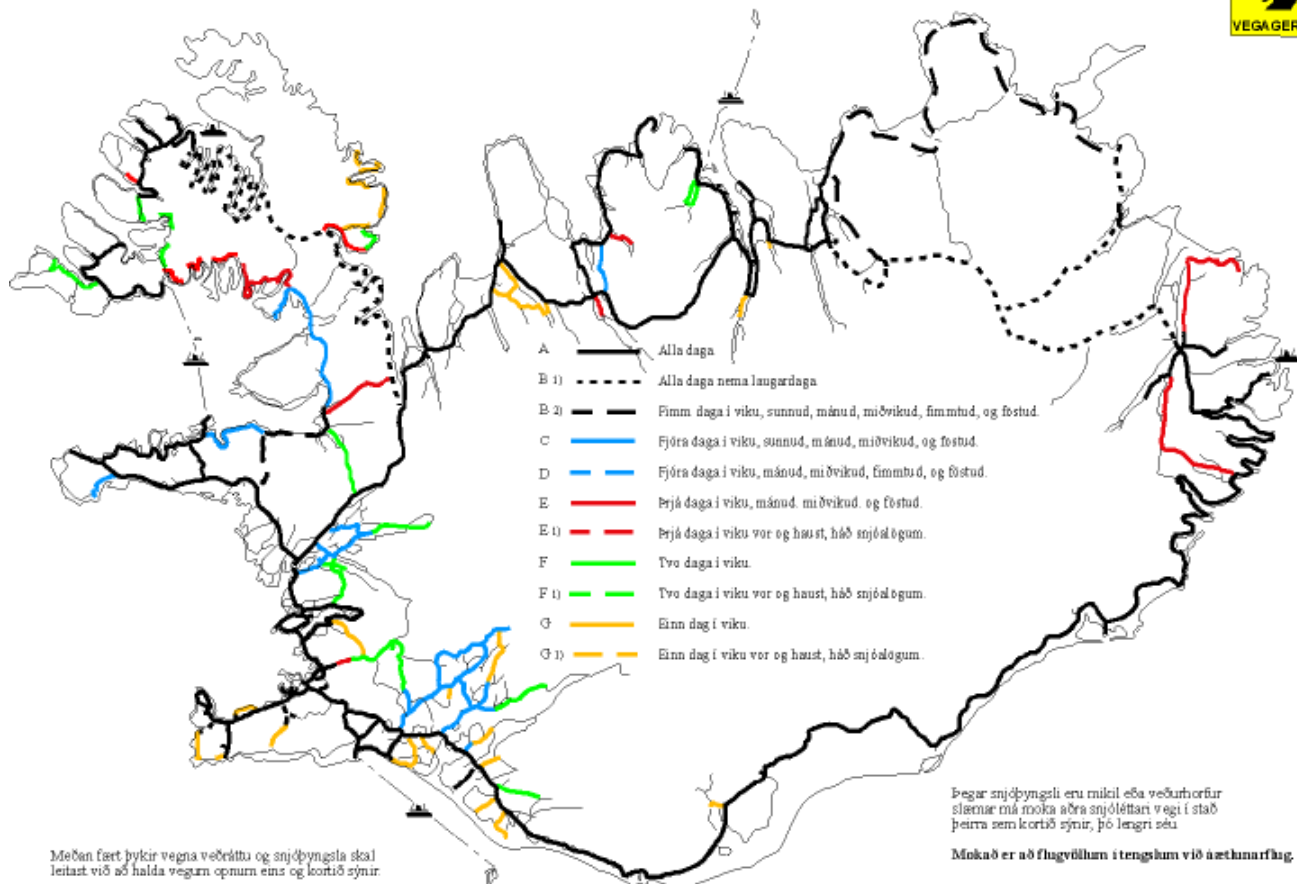 VEGAGER
A Alla daga.
B 1) Alla daga nema laugardaga.
B 2) Fimm daga í viku, sunnud, mánud, miðvikud, fimmtud, og föstud.
C Fjóra daga í viku, sunnud, mánud, miðvikud, og föstud.
D Fjóra daga í viku, mánud, miðvikud, fimmtud, og föstud.
E Þrjá daga í viku, mánud. miðvikud. og föstud.
E 1) Þrjá daga í viku vor og haust, háð snjóalögum.
F Tvo daga í viku.
F 1) Tvo daga í viku vor og haust, háð snjóalögum.
G Einn dag í viku.
G 1) Einn dag í viku vor og haust, háð snjóalögum.
Meðan fært þykir vegna veðráttu og snjóþyngsla skal
leitast við að halda vegum opnum eins og kortið sýnir.
Þegar snjóþyngsli eru mikil eða veðurhorfur
slæmar má moka aðra snjóléttari vegi í stað
þeirra sem kortið sýnir, þó lengri séu
Mokað er að flugvöllum í tengslum við áætlunarflug.